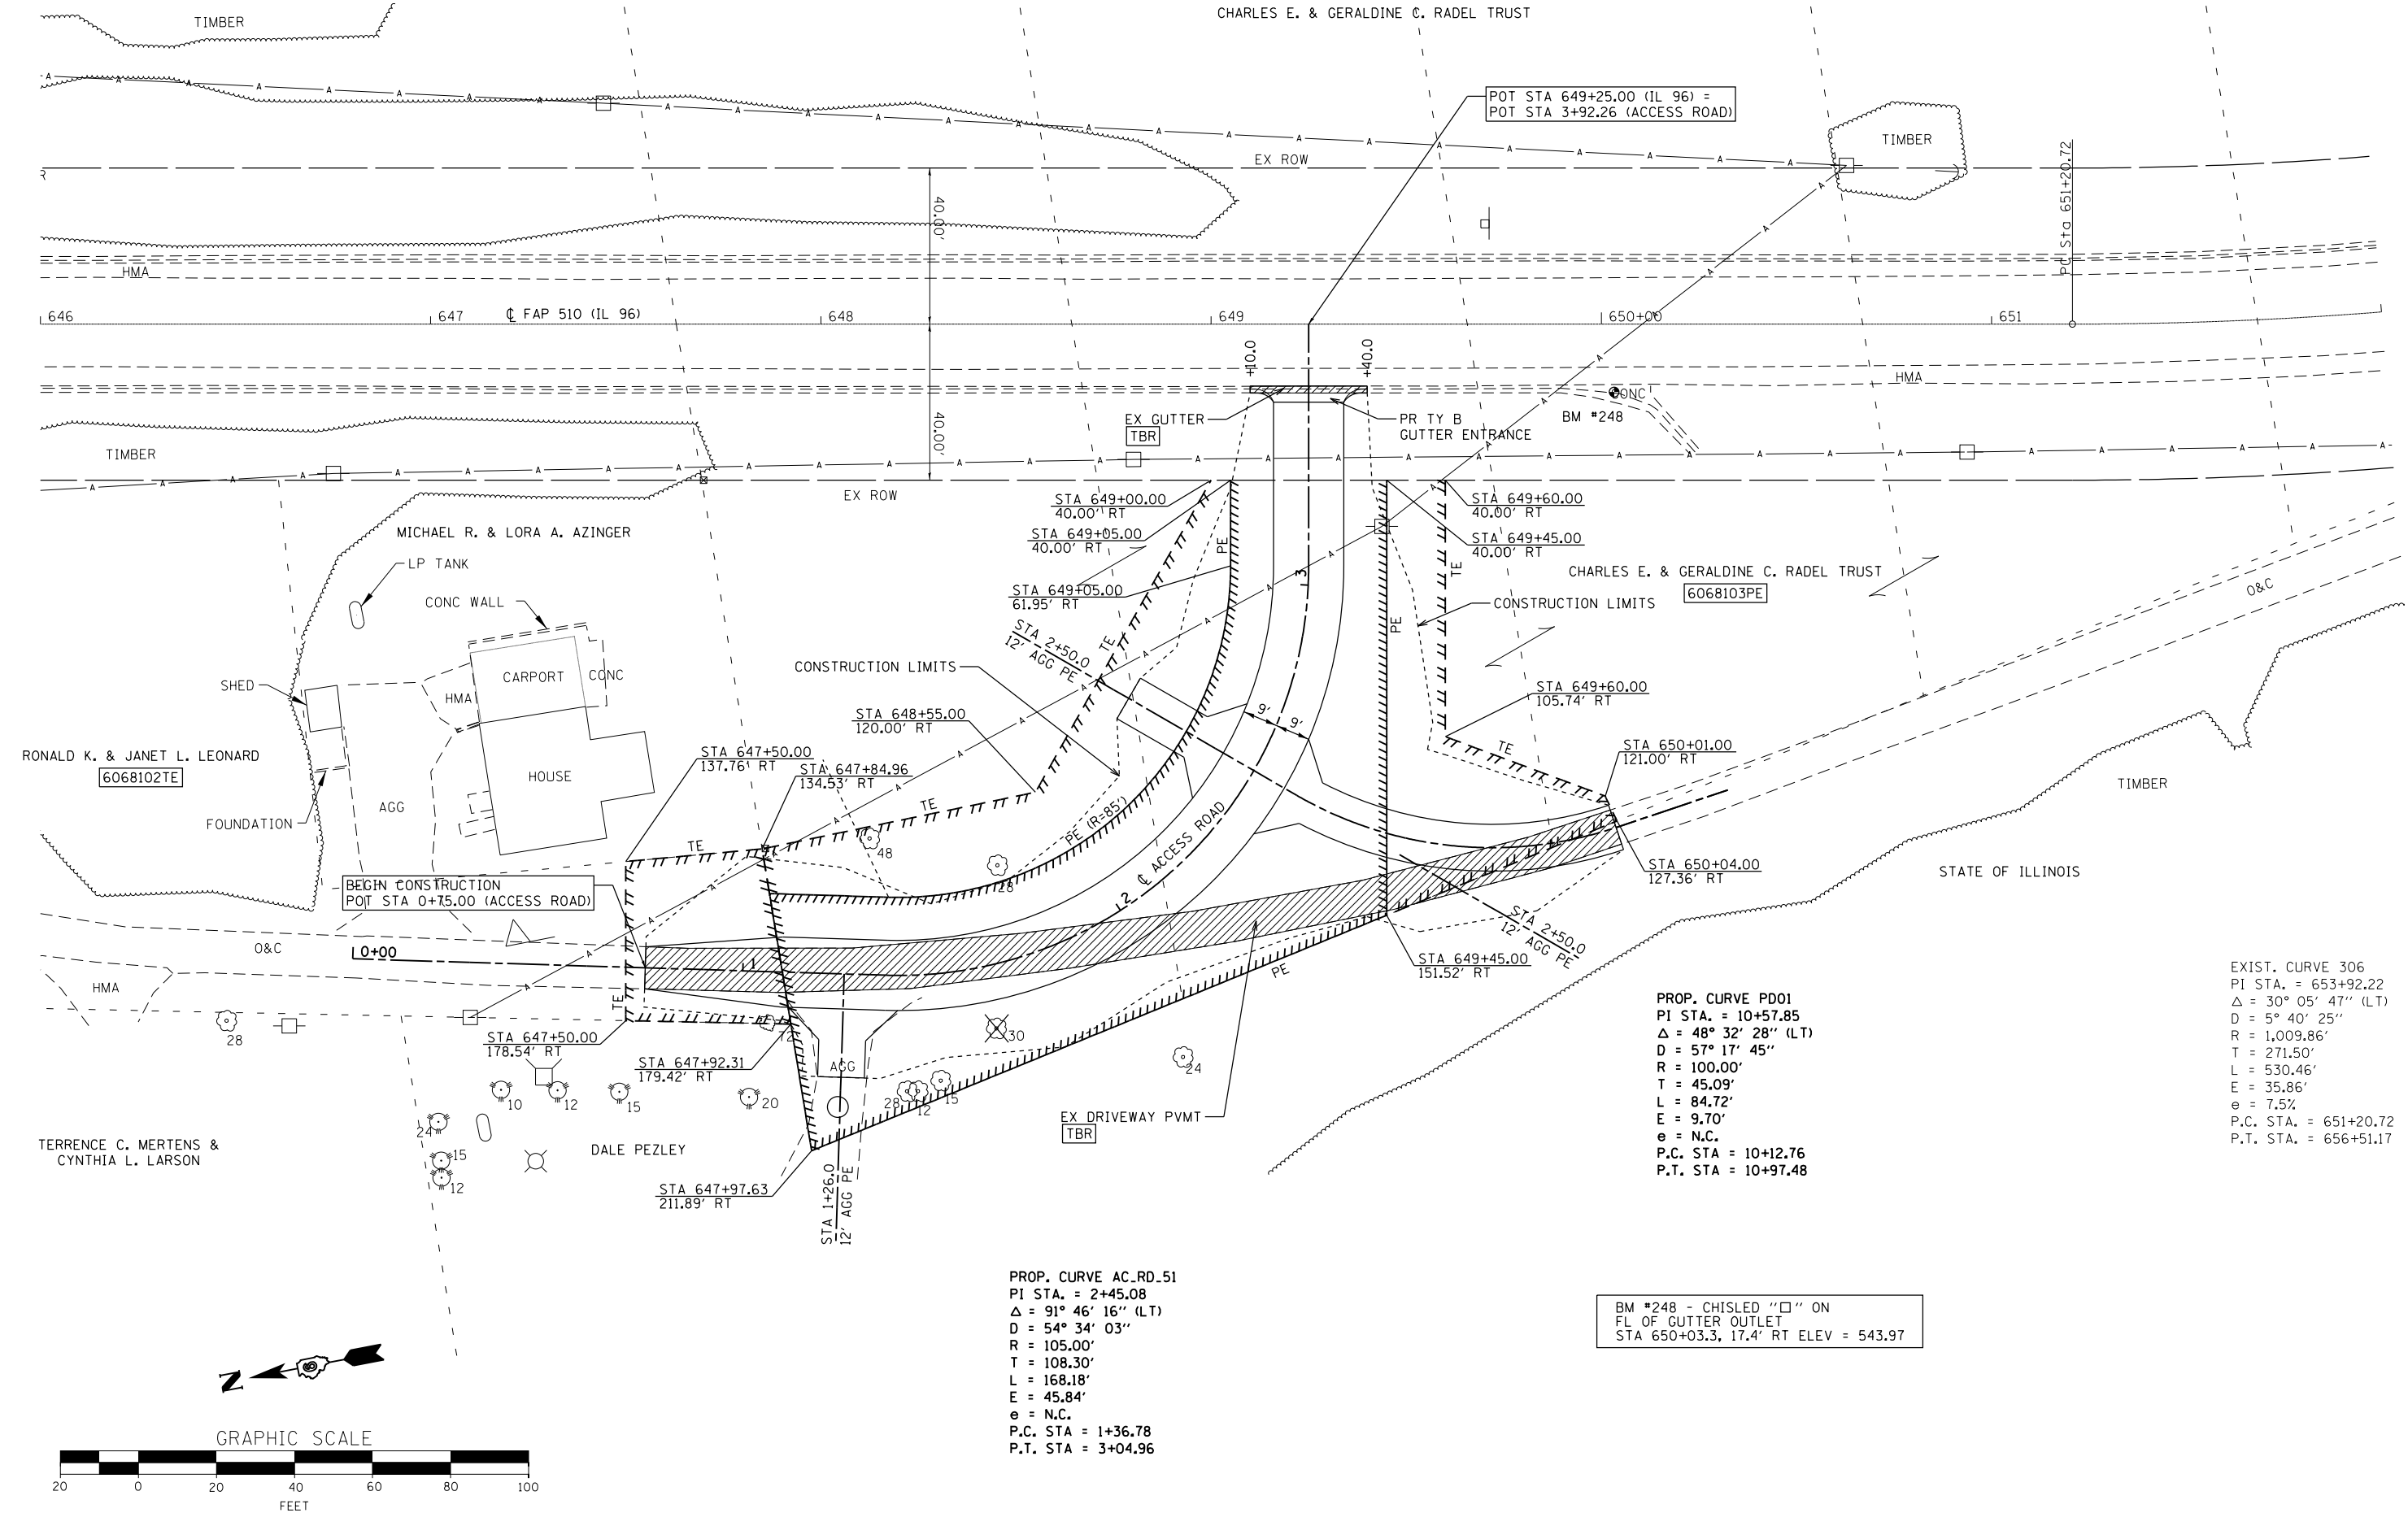 TIMBER
CHARLES E. & GERALDINE C. RADEL TRUST
POT STA 649+25.00 (IL 96) =
POT STA 3+92.26 (ACCESS ROAD)
TIMBER
EX ROW
40.00'
PC Sta 651+20.72
HMA
646
647
℄ FAP 510 (IL 96)
648
649
650+00
651
+10.0
+40.0
HMA
40.00'
EX GUTTER
TBR
PR TY B
GUTTER ENTRANCE
CONC
BM #248
TIMBER
EX ROW
STA 649+00.00
40.00' RT
STA 649+05.00
40.00' RT
STA 649+05.00
61.95' RT
STA 649+60.00
40.00' RT
STA 649+45.00
40.00' RT
PE
TE
3
MICHAEL R. & LORA A. AZINGER
LP TANK
CONC WALL
CARPORT
CONC
HMA
SHED
HOUSE
AGG
FOUNDATION
RONALD K. & JANET L. LEONARD
6068102TE
CHARLES E. & GERALDINE C. RADEL TRUST
6068103PE
CONSTRUCTION LIMITS
PE
TE
STA 2+50.0
12' AGG PE
CONSTRUCTION LIMITS
STA 648+55.00
120.00' RT
STA 647+50.00
137.76' RT
STA 647+84.96
134.53' RT
9'
9'
STA 649+60.00
105.74' RT
TE
STA 650+01.00
121.00' RT
O&C
TIMBER
TE
TE
48
28
PE (R=85')
℄ ACCESS ROAD
2
STA 650+04.00
127.36' RT
STATE OF ILLINOIS
BEGIN CONSTRUCTION
POT STA 0+75.00 (ACCESS ROAD)
O&C
0+00
1
HMA
28
TE
STA 2+50.0
12' AGG PE
STA 649+45.00
151.52' RT
PE
STA 647+50.00
178.54' RT
STA 647+92.31
179.42' RT
72
AGG
30
24
10
12
15
20
28
12
15
24
15
12
EX DRIVEWAY PVMT
TBR
TERRENCE C. MERTENS &
CYNTHIA L. LARSON
DALE PEZLEY
STA 647+97.63
211.89' RT
STA 1+26.0
12' AGG PE
PROP. CURVE PD01
PI STA. = 10+57.85
Δ = 48° 32' 28" (LT)
D = 57° 17' 45"
R = 100.00'
T = 45.09'
L = 84.72'
E = 9.70'
e = N.C.
P.C. STA = 10+12.76
P.T. STA = 10+97.48
EXIST. CURVE 306
PI STA. = 653+92.22
Δ = 30° 05' 47" (LT)
D = 5° 40' 25"
R = 1,009.86'
T = 271.50'
L = 530.46'
E = 35.86'
e = 7.5%
P.C. STA. = 651+20.72
P.T. STA. = 656+51.17
PROP. CURVE AC_RD_51
PI STA. = 2+45.08
Δ = 91° 46' 16" (LT)
D = 54° 34' 03"
R = 105.00'
T = 108.30'
L = 168.18'
E = 45.84'
e = N.C.
P.C. STA = 1+36.78
P.T. STA = 3+04.96
BM #248 - CHISLED "□" ON
FL OF GUTTER OUTLET
STA 650+03.3, 17.4' RT ELEV = 543.97
N
GRAPHIC SCALE
20 0 20 40 60 80 100
FEET